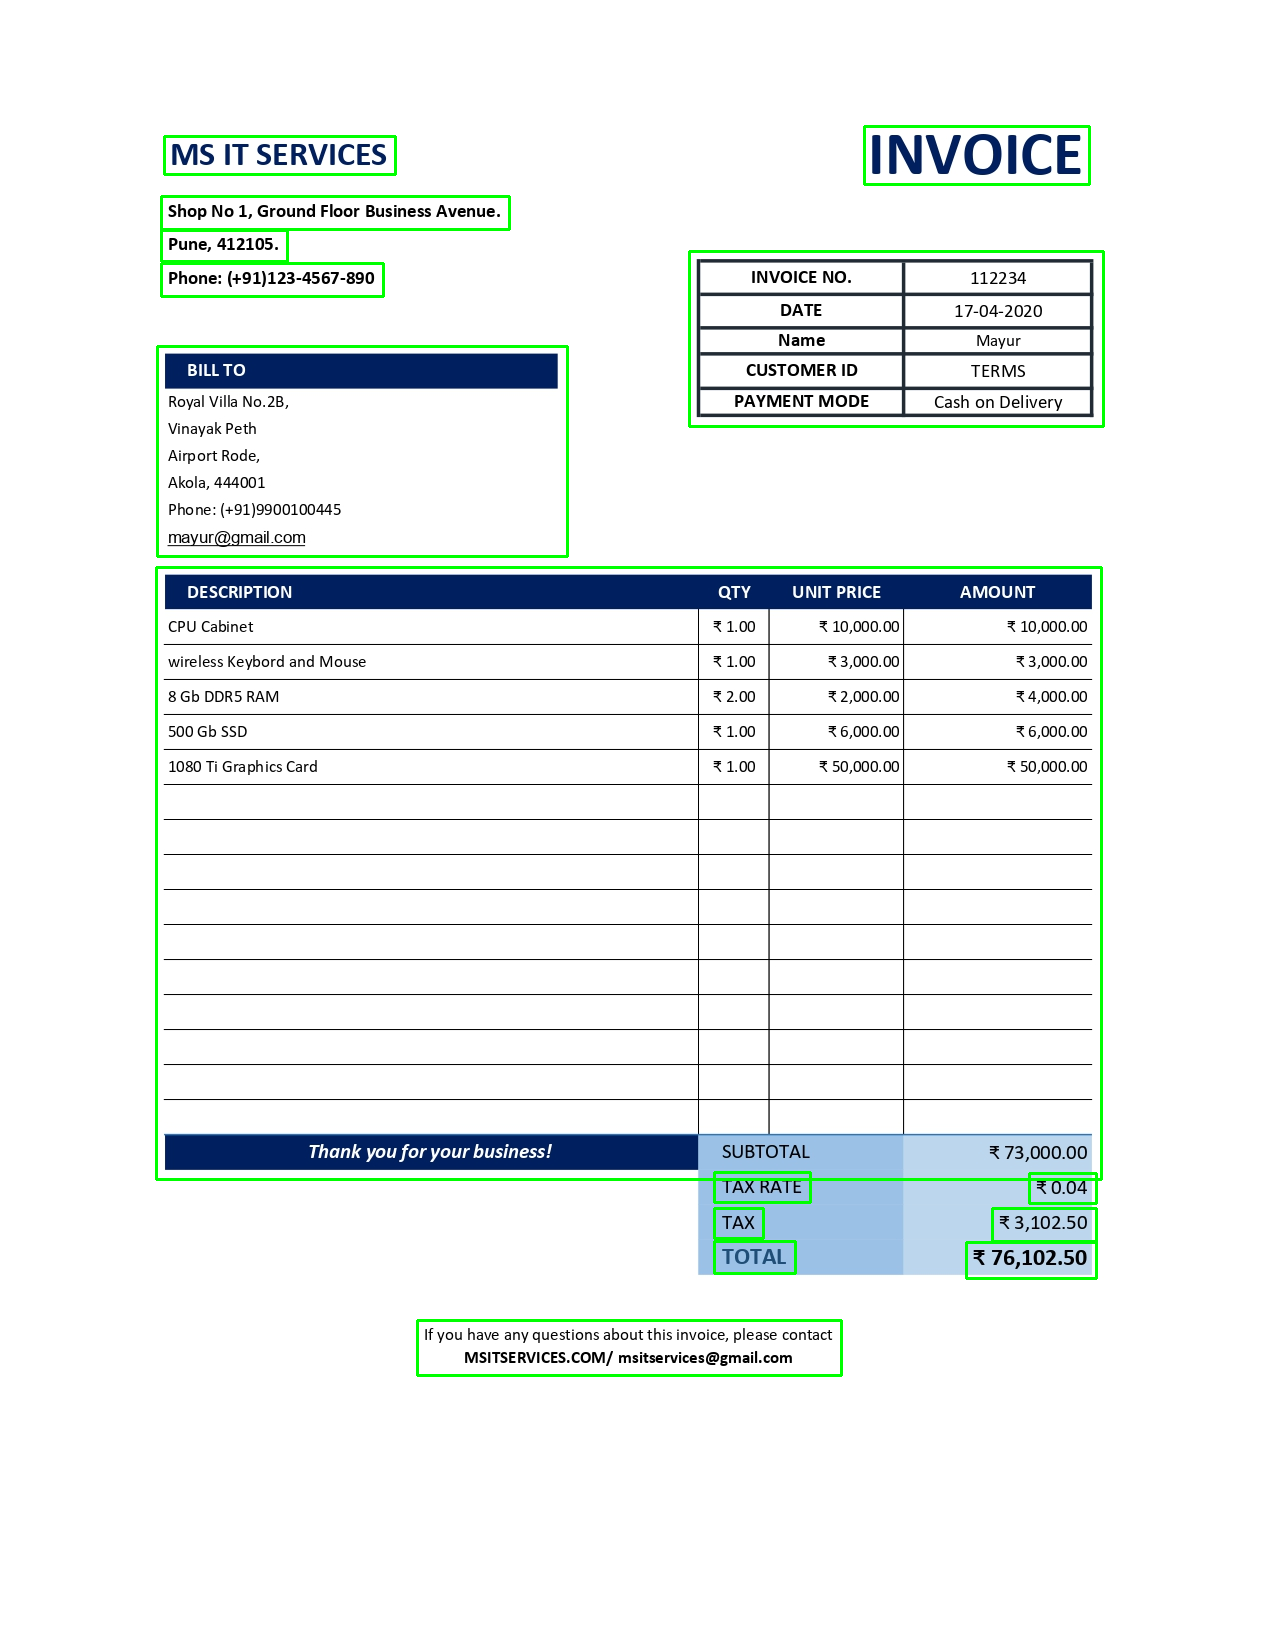 MS IT SERVICES
INVOICE
Shop No 1, Ground Floor Business Avenue.
Pune, 412105.
Phone: (+91)123-4567-890
INVOICE NO. 112234
DATE 17-04-2020
Name Mayur
CUSTOMER ID TERMS
PAYMENT MODE Cash on Delivery
BILL TO
Royal Villa No.2B,
Vinayak Peth
Airport Rode,
Akola, 444001
Phone: (+91)9900100445
mayur@gmail.com
DESCRIPTION QTY UNIT PRICE AMOUNT
CPU Cabinet ₹ 1.00 ₹ 10,000.00 ₹ 10,000.00
wireless Keybord and Mouse ₹ 1.00 ₹ 3,000.00 ₹ 3,000.00
8 Gb DDR5 RAM ₹ 2.00 ₹ 2,000.00 ₹ 4,000.00
500 Gb SSD ₹ 1.00 ₹ 6,000.00 ₹ 6,000.00
1080 Ti Graphics Card ₹ 1.00 ₹ 50,000.00 ₹ 50,000.00
Thank you for your business! SUBTOTAL ₹ 73,000.00
TAX RATE ₹ 0.04
TAX ₹ 3,102.50
TOTAL ₹ 76,102.50
If you have any questions about this invoice, please contact
MSITSERVICES.COM/ msitservices@gmail.com